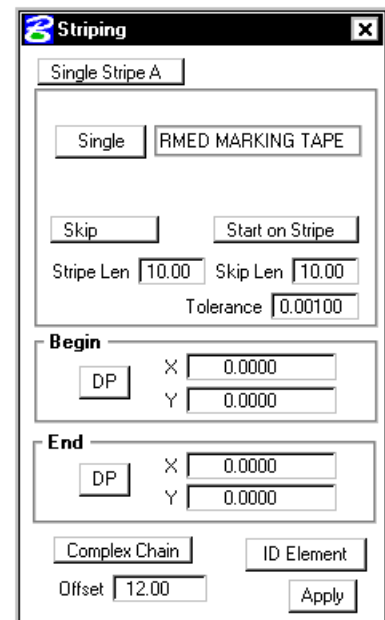 Striping
Single Stripe A
Single RMED MARKING TAPE
Skip Start on Stripe
Stripe Len 10.00 Skip Len 10.00
Tolerance 0.00100
Begin
DP X 0.0000
Y 0.0000
End
DP X 0.0000
Y 0.0000
Complex Chain ID Element
Offset 12.00 Apply